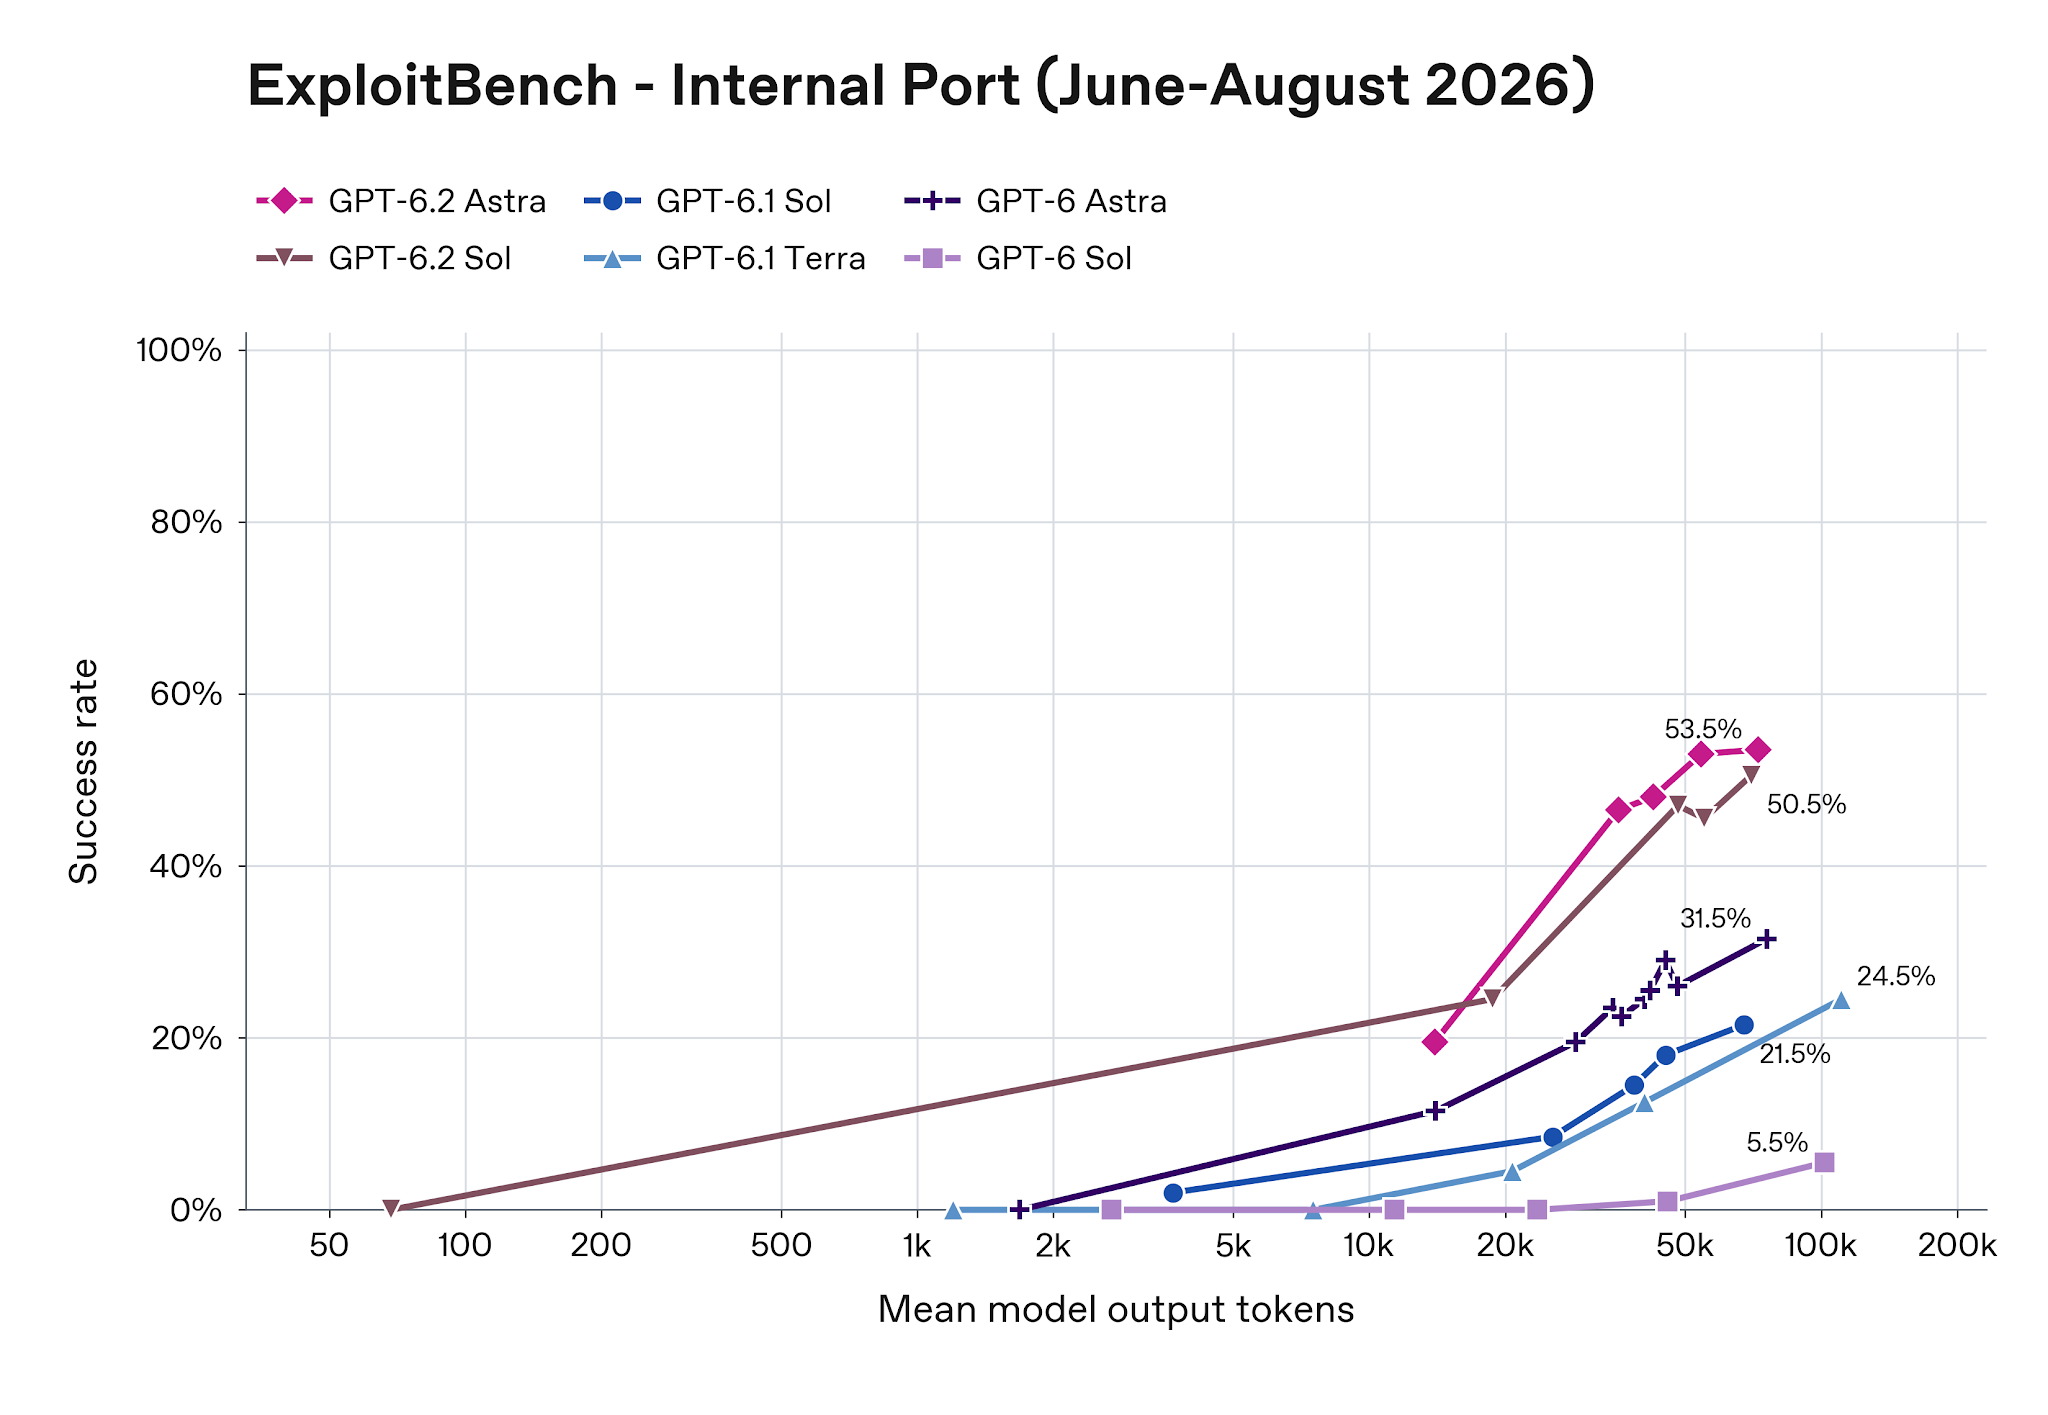 ExploitBench - Internal Port (June-August 2026)
GPT-6.2 Astra
GPT-6.1 Sol
GPT-6 Astra
GPT-6.2 Sol
GPT-6.1 Terra
GPT-6 Sol
100%
80%
60%
40%
20%
0%
Success rate
53.5%
50.5%
31.5%
24.5%
21.5%
5.5%
50 100 200 500 1k 2k 5k 10k 20k 50k 100k 200k
Mean model output tokens